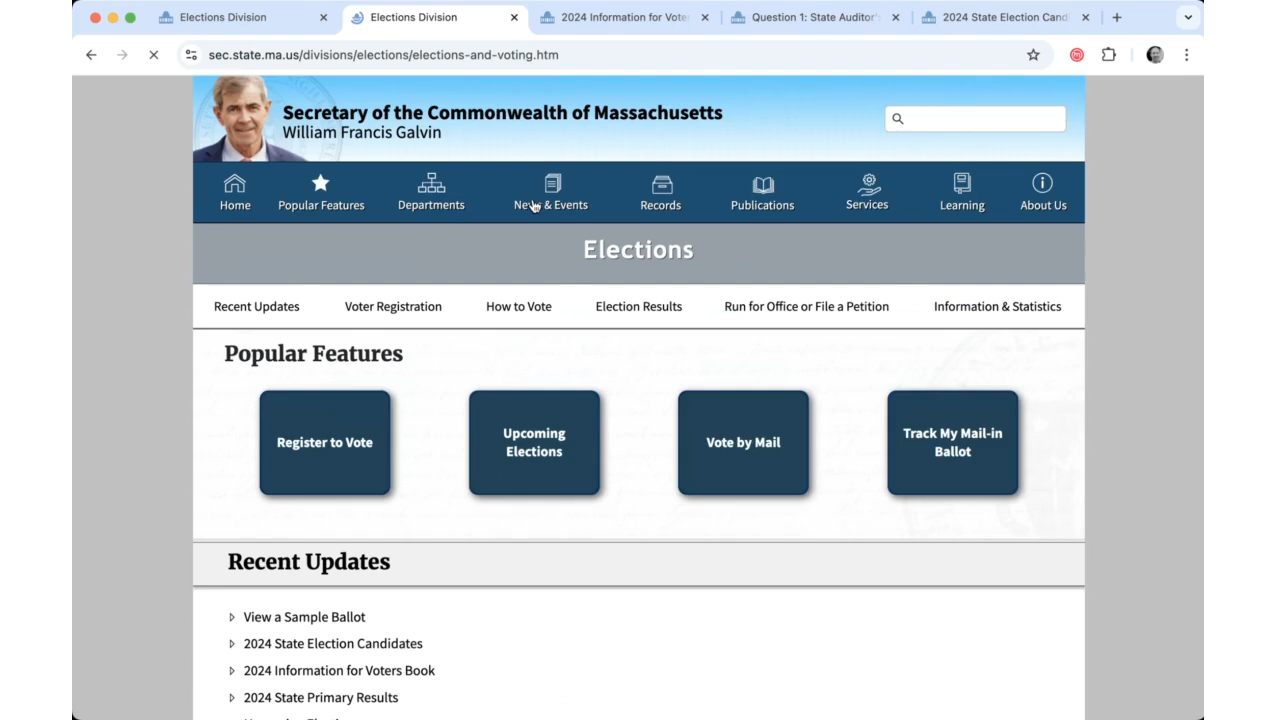 Elections Division
Elections Division
2024 Information for Vote
Question 1: State Auditor'
2024 State Election Cand
sec.state.ma.us/divisions/elections/elections-and-voting.htm
Secretary of the Commonwealth of Massachusetts
William Francis Galvin
Home
Popular Features
Departments
News & Events
Records
Publications
Services
Learning
About Us
Elections
Recent Updates
Voter Registration
How to Vote
Election Results
Run for Office or File a Petition
Information & Statistics
Popular Features
Register to Vote
Upcoming
Elections
Vote by Mail
Track My Mail-in
Ballot
Recent Updates
View a Sample Ballot
2024 State Election Candidates
2024 Information for Voters Book
2024 State Primary Results